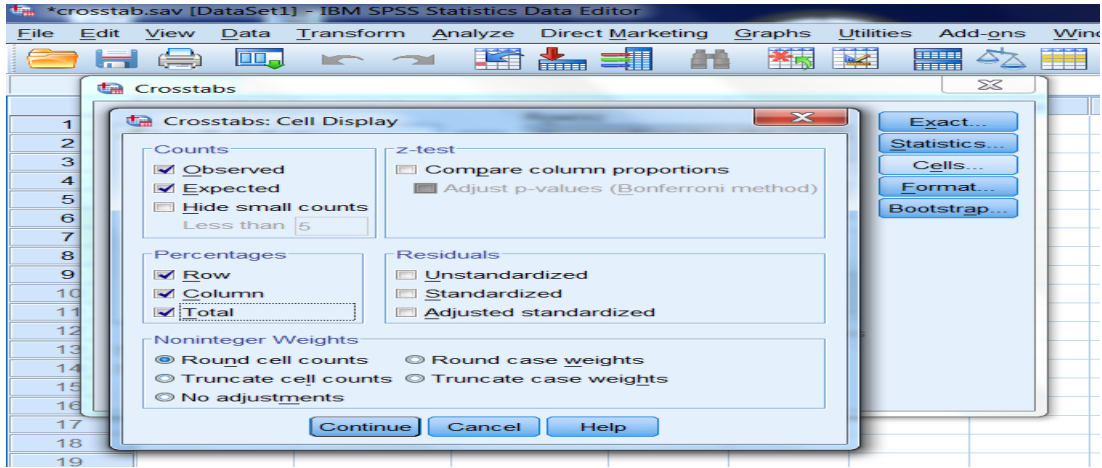 *crosstab.sav [DataSet1] - IBM SPSS Statistics Data Editor
File Edit View Data Transform Analyze Direct Marketing Graphs Utilities Add-ons Wind
Crosstabs
Crosstabs: Cell Display
Counts
Observed
Expected
Hide small counts
Less than 5
z-test
Compare column proportions
Adjust p-values (Bonferroni method)
Percentages
Row
Column
Total
Residuals
Unstandardized
Standardized
Adjusted standardized
Noninteger Weights
Round cell counts Round case weights
Truncate cell counts Truncate case weights
No adjustments
Continue Cancel Help
Exact...
Statistics...
Cells...
Format...
Bootstrap...
1
2
3
4
5
6
7
8
9
10
11
12
13
14
15
16
17
18
19